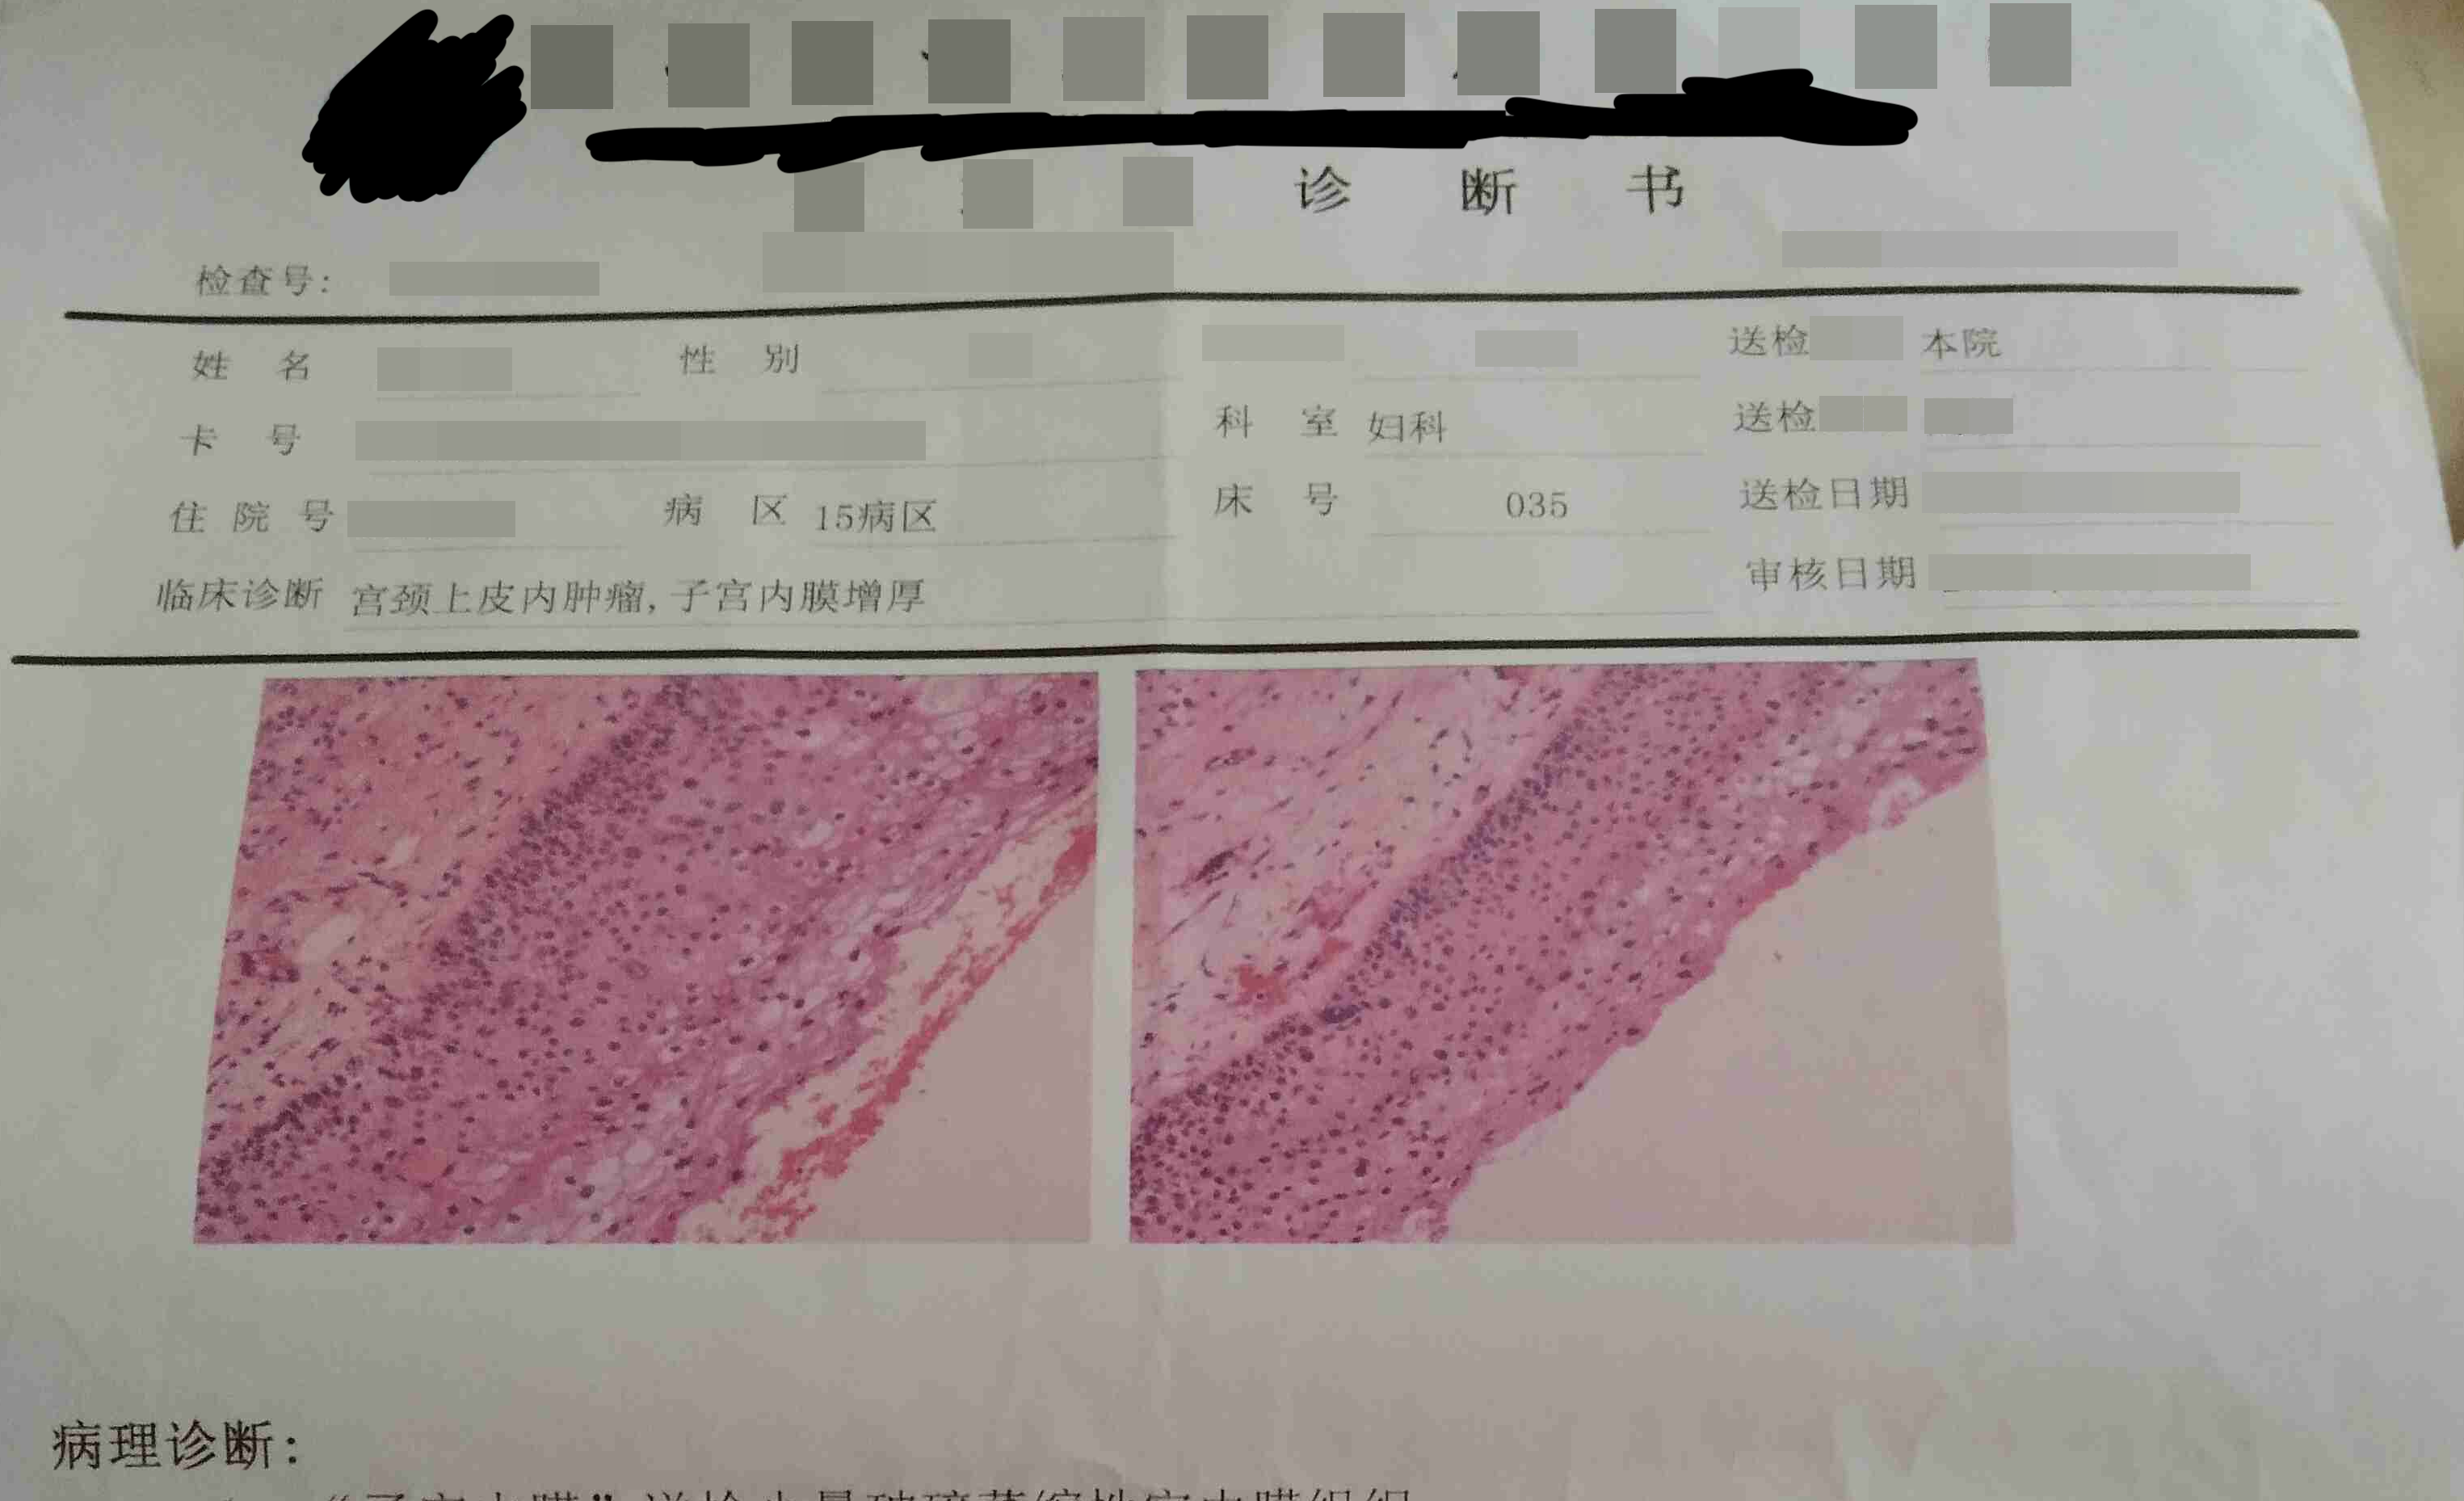 诊 断 书
检查号:
姓 名 性 别 送检 本院
卡 号 科 室 妇科 送检
住 院 号 病 区 15病区 床 号 035 送检日期
临床诊断 宫颈上皮内肿瘤,子宫内膜增厚 审核日期
病理诊断: